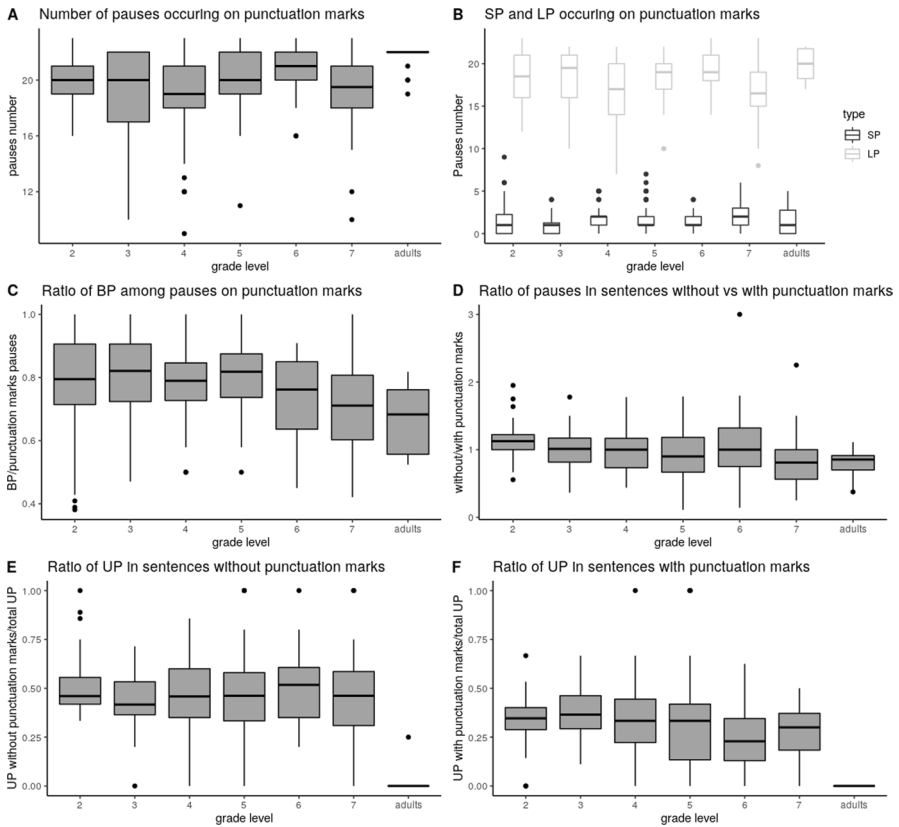 A Number of pauses occuring on punctuation marks
pauses number
20
16
12
2 3 4 5 6 7 adults
grade level
B SP and LP occuring on punctuation marks
Pauses number
20
15
10
5
0
2 3 4 5 6 7 adults
grade level
type
SP
LP
C Ratio of BP among pauses on punctuation marks
BP/punctuation marks pauses
1.0
0.8
0.6
0.4
2 3 4 5 6 7 adults
grade level
D Ratio of pauses in sentences without vs with punctuation marks
without/with punctuation marks
3
2
1
0
2 3 4 5 6 7 adults
grade level
E Ratio of UP in sentences without punctuation marks
UP without punctuation marks/total UP
1.00
0.75
0.50
0.25
0.00
2 3 4 5 6 7 adults
grade level
F Ratio of UP in sentences with punctuation marks
UP with punctuation marks/total UP
1.00
0.75
0.50
0.25
0.00
2 3 4 5 6 7 adults
grade level